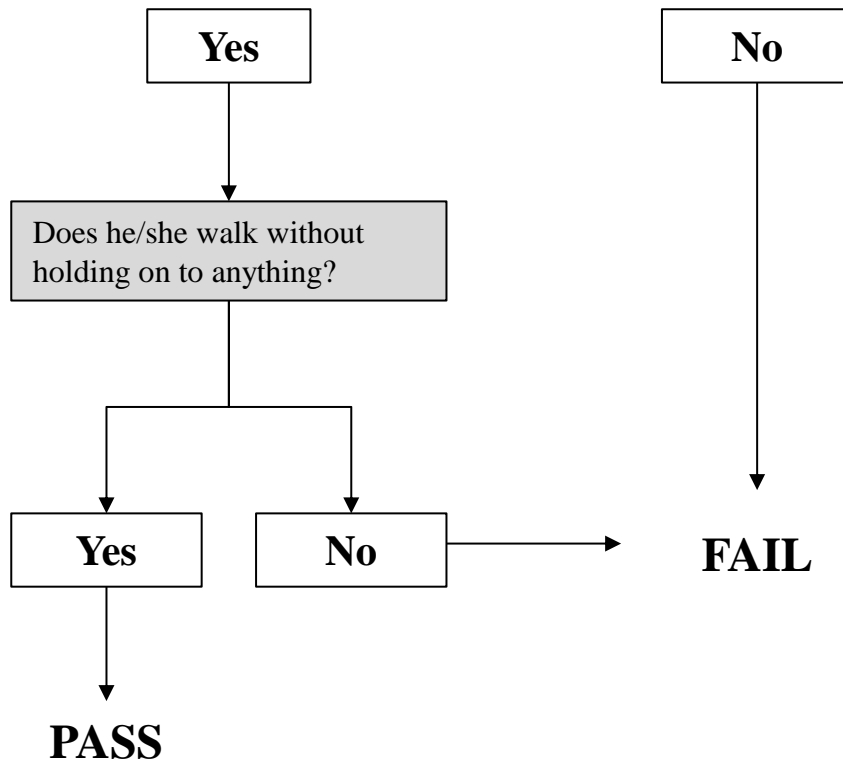 Yes
No
Does he/she walk without
holding on to anything?
Yes
No
FAIL
PASS